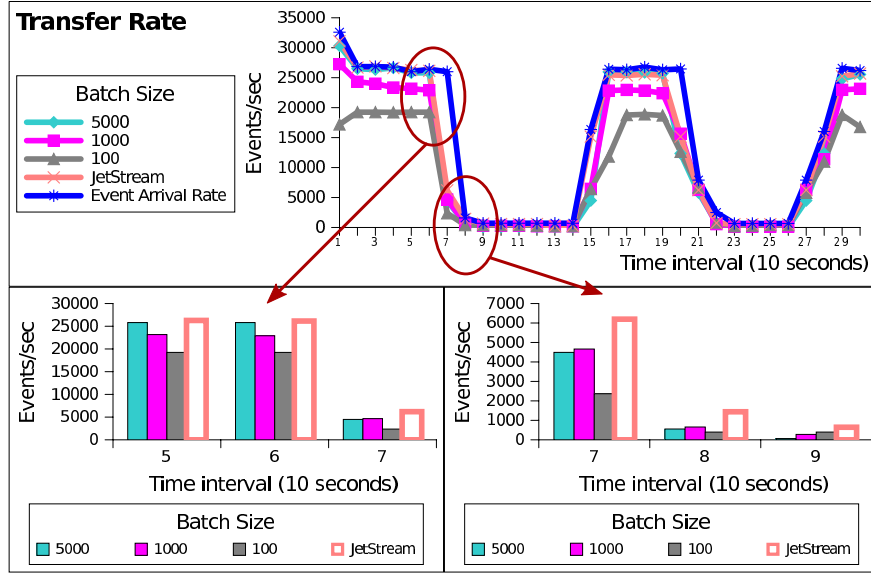 Transfer Rate
Batch Size
5000
1000
100
JetStream
Event Arrival Rate
Events/sec
35000
30000
25000
20000
15000
10000
5000
0
1 3 5 7 9 11 13 15 17 19 21 23 25 27 29
Time interval (10 seconds)
Events/sec
30000
25000
20000
15000
10000
5000
0
5 6 7
Time interval (10 seconds)
Batch Size
5000 1000 100 JetStream
Events/sec
7000
6000
5000
4000
3000
2000
1000
0
7 8 9
Time interval (10 seconds)
Batch Size
5000 1000 100 JetStream